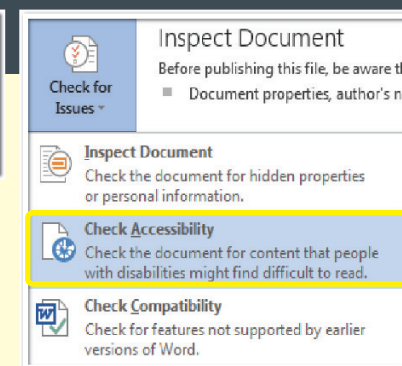 Inspect Document
Before publishing this file, be aware
Document properties, author's
Check for
Issues
Inspect Document
Check the document for hidden properties
or personal information.
Check Accessibility
Check the document for content that people
with disabilities might find difficult to read.
Check Compatibility
Check for features not supported by earlier
versions of Word.